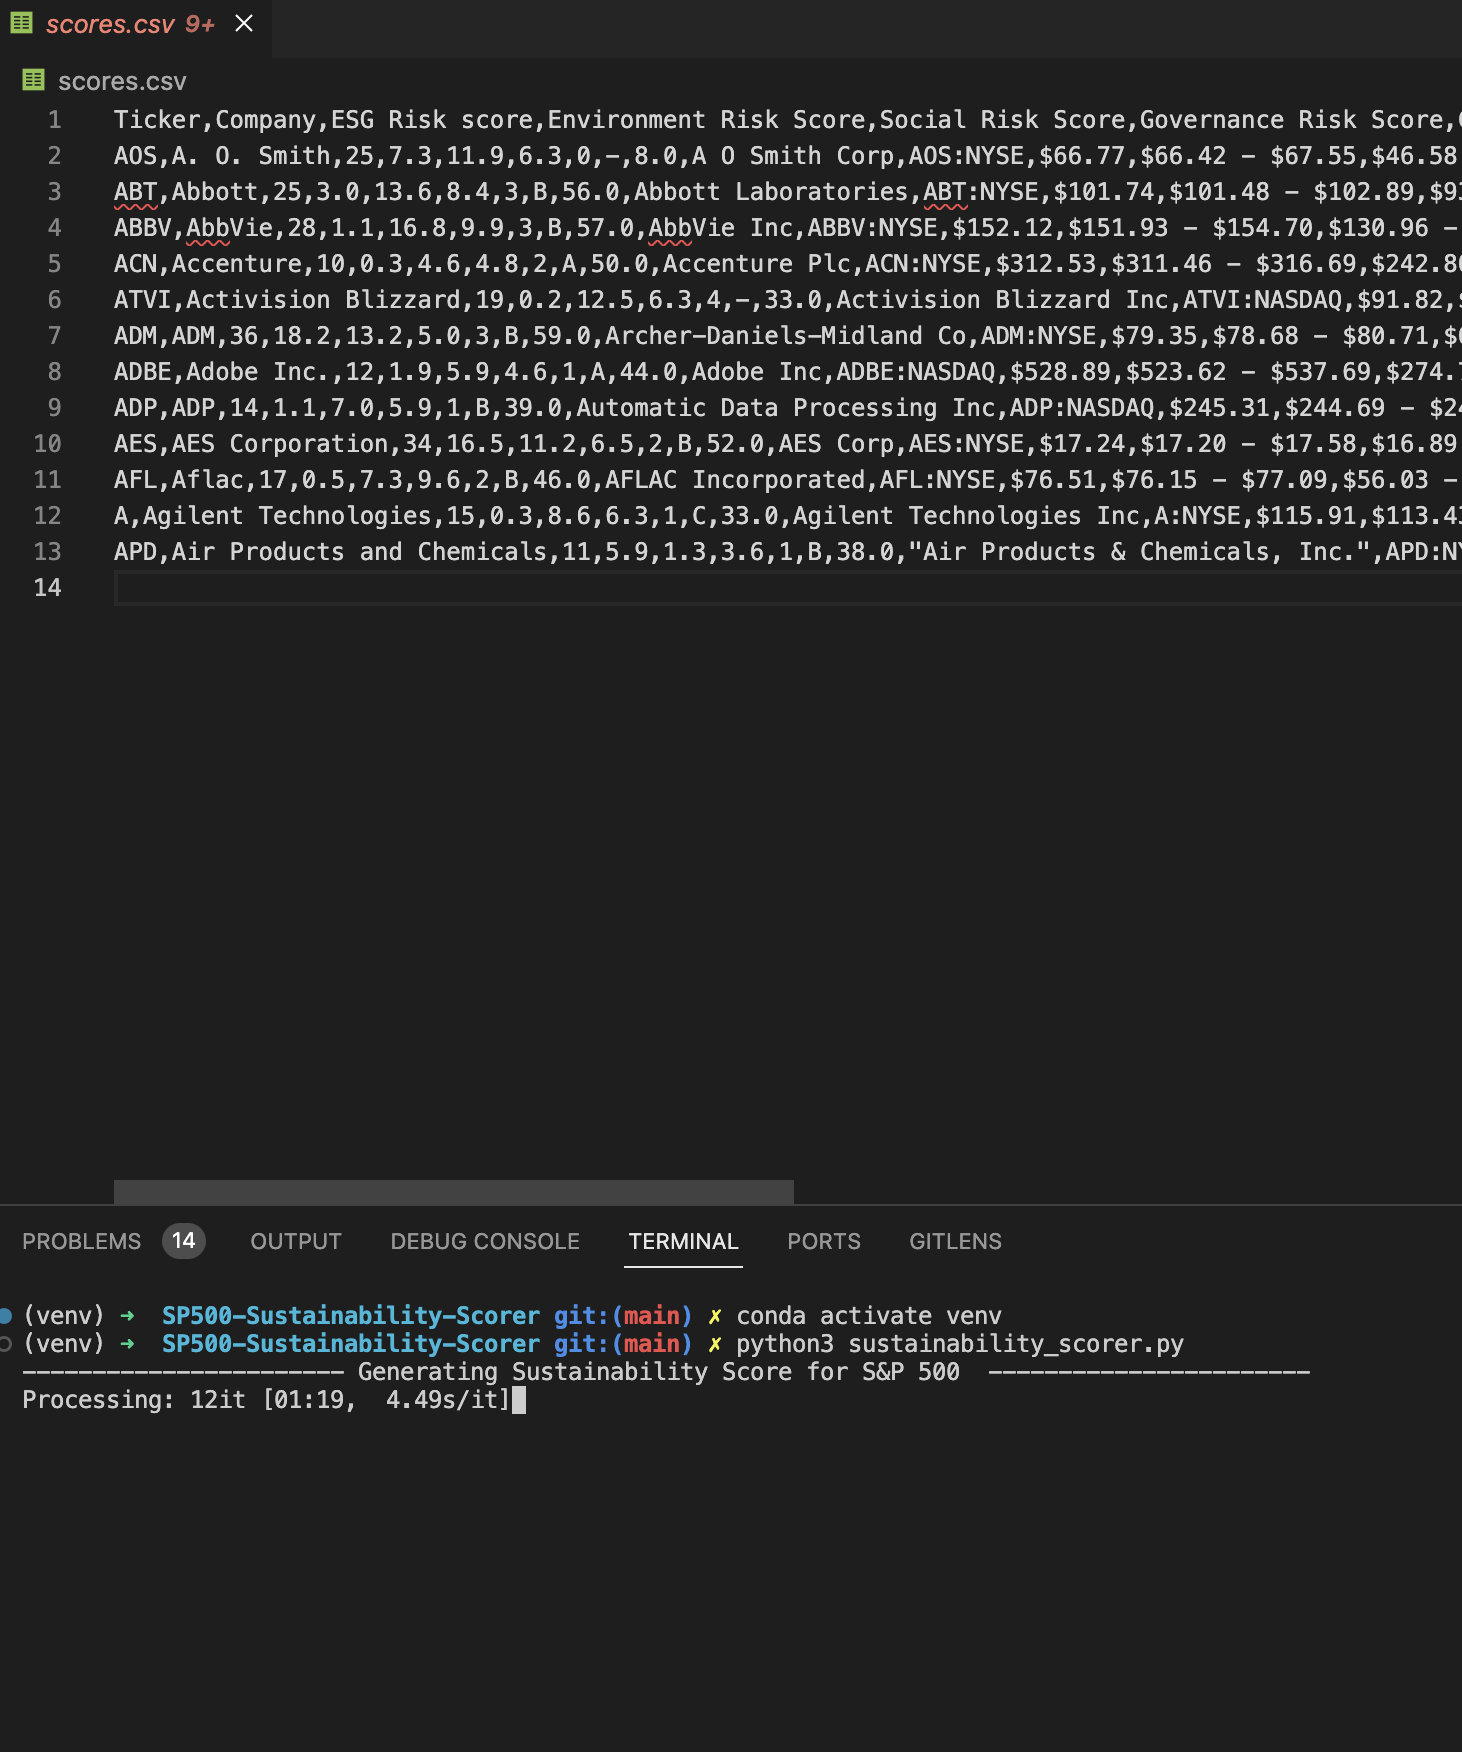 scores.csv 9+
scores.csv
1 Ticker,Company,ESG Risk score,Environment Risk Score,Social Risk Score,Governance Risk Score,
2 AOS,A. O. Smith,25,7.3,11.9,6.3,0,-,8.0,A O Smith Corp,AOS:NYSE,$66.77,$66.42 - $67.55,$46.58
3 ABT,Abbott,25,3.0,13.6,8.4,3,B,56.0,Abbott Laboratories,ABT:NYSE,$101.74,$101.48 - $102.89,
4 ABBV,AbbVie,28,1.1,16.8,9.9,3,B,57.0,AbbVie Inc,ABBV:NYSE,$152.12,$151.93 - $154.70,$130.96 -
5 ACN,Accenture,10,0.3,4.6,4.8,2,A,50.0,Accenture Plc,ACN:NYSE,$312.53,$311.46 - $316.69,
6 ATVI,Activision Blizzard,19,0.2,12.5,6.3,4,-,33.0,Activision Blizzard Inc,ATVI:NASDAQ,$91.82,
7 ADM,ADM,36,18.2,13.2,5.0,3,B,59.0,Archer-Daniels-Midland Co,ADM:NYSE,$79.35,$78.68 - $80.71,
8 ADBE,Adobe Inc.,12,1.9,5.9,4.6,1,A,44.0,Adobe Inc,ADBE:NASDAQ,$528.89,$523.62 - $537.69,$274.
9 ADP,ADP,14,1.1,7.0,5.9,1,B,39.0,Automatic Data Processing Inc,ADP:NASDAQ,$245.31,$244.69 -
10 AES,AES Corporation,34,16.5,11.2,6.5,2,B,52.0,AES Corp,AES:NYSE,$17.24,$17.20 - $17.58,$16.89
11 AFL,Aflac,17,0.5,7.3,9.6,2,B,46.0,AFLAC Incorporated,AFL:NYSE,$76.51,$76.15 - $77.09,$56.03 -
12 A,Agilent Technologies,15,0.3,8.6,6.3,1,C,33.0,Agilent Technologies Inc,A:NYSE,$115.91,$113.4
13 APD,Air Products and Chemicals,11,5.9,1.3,3.6,1,B,38.0,"Air Products & Chemicals, Inc.",APD:
14
PROBLEMS 14 OUTPUT DEBUG CONSOLE TERMINAL PORTS GITLENS
(venv) ➜ SP500-Sustainability-Scorer git:(main) ✗ conda activate venv
(venv) ➜ SP500-Sustainability-Scorer git:(main) ✗ python3 sustainability_scorer.py
----------------------- Generating Sustainability Score for S&P 500 -----------------------
Processing: 12it [01:19, 4.49s/it]